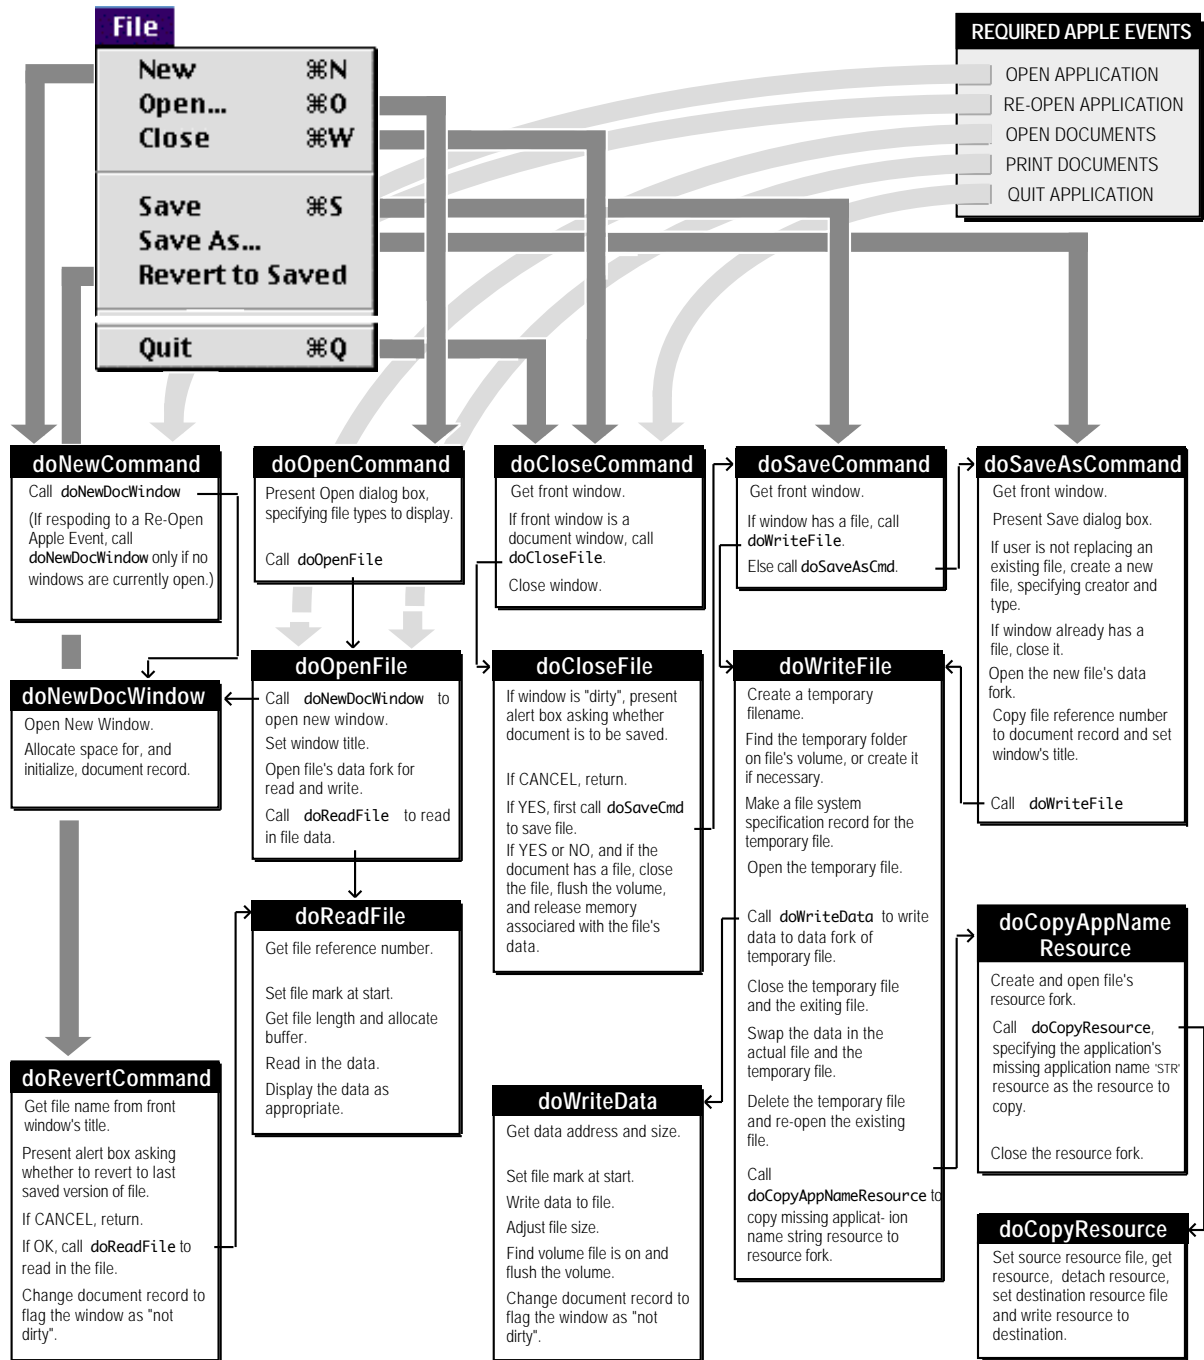 File
New ⌘N
Open... ⌘O
Close ⌘W
Save ⌘S
Save As...
Revert to Saved
Quit ⌘Q
REQUIRED APPLE EVENTS
OPEN APPLICATION
RE-OPEN APPLICATION
OPEN DOCUMENTS
PRINT DOCUMENTS
QUIT APPLICATION
doNewCommand
Call doNewDocWindow
(If respoding to a Re-Open
Apple Event, call
doNewDocWindow only if no
windows are currently open.)
doOpenCommand
Present Open dialog box,
specifying file types to display.
Call doOpenFile
doCloseCommand
Get front window.
If front window is a
document window, call
doCloseFile.
Close window.
doSaveCommand
Get front window.
If window has a file, call
doWriteFile.
Else call doSaveAsCmd.
doSaveAsCommand
Get front window.
Present Save dialog box.
If user is not replacing an
existing file, create a new
file, specifying creator and
type.
If window already has a
file, close it.
Open the new file's data
fork.
Copy file reference number
to document record and set
window's title.
Call doWriteFile
doNewDocWindow
Open New Window.
Allocate space for, and
initialize, document record.
doOpenFile
Call doNewDocWindow to
open new window.
Set window title.
Open file's data fork for
read and write.
Call doReadFile to read
in file data.
doCloseFile
If window is "dirty", present
alert box asking whether
document is to be saved.
If CANCEL, return.
If YES, first call doSaveCmd
to save file.
If YES or NO, and if the
document has a file, close
the file, flush the volume,
and release memory
associared with the file's
data.
doWriteFile
Create a temporary
filename.
Find the temporary folder
on file's volume, or create it
if necessary.
Make a file system
specification record for the
temporary file.
Open the temporary file.
Call doWriteData to write
data to data fork of
temporary file.
Close the temporary file
and the exiting file.
Swap the data in the
actual file and the
temporary file.
Delete the temporary file
and re-open the existing
file.
Call
doCopyAppNameResource to
copy missing applicat- ion
name string resource to
resource fork.
doReadFile
Get file reference number.
Set file mark at start.
Get file length and allocate
buffer.
Read in the data.
Display the data as
appropriate.
doCopyAppName
Resource
Create and open file's
resource fork.
Call doCopyResource,
specifying the application's
missing application name 'STR'
resource as the resource to
copy.
Close the resource fork.
doRevertCommand
Get file name from front
window's title.
Present alert box asking
whether to revert to last
saved version of file.
If CANCEL, return.
If OK, call doReadFile to
read in the file.
Change document record to
flag the window as "not
dirty".
doWriteData
Get data address and size.
Set file mark at start.
Write data to file.
Adjust file size.
Find volume file is on and
flush the volume.
Change document record to
flag the window as "not
dirty".
doCopyResource
Set source resource file, get
resource, detach resource,
set destination resource file
and write resource to
destination.